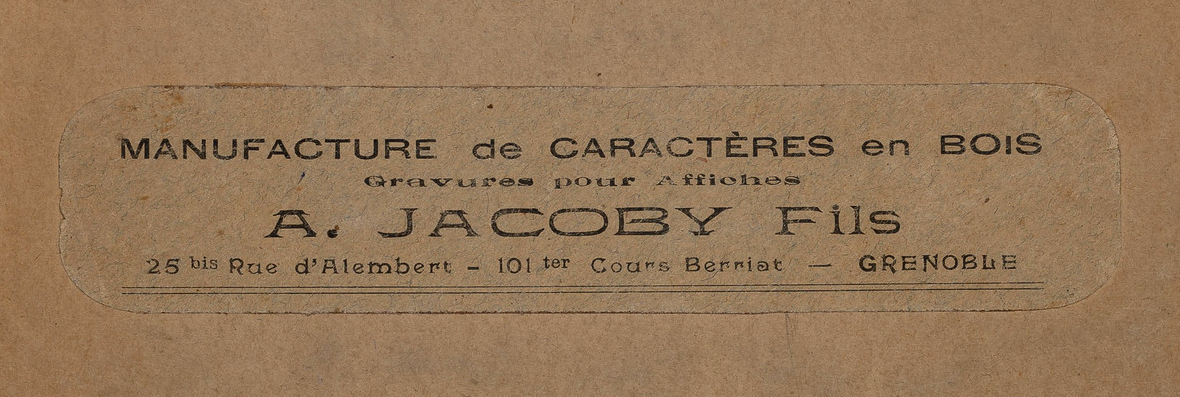 MANUFACTURE de CARACTÈRES en BOIS
Gravures pour Affiches
A. JACOBY Fils
25 bis Rue d'Alembert - 101 ter Cours Berriat — GRENOBLE